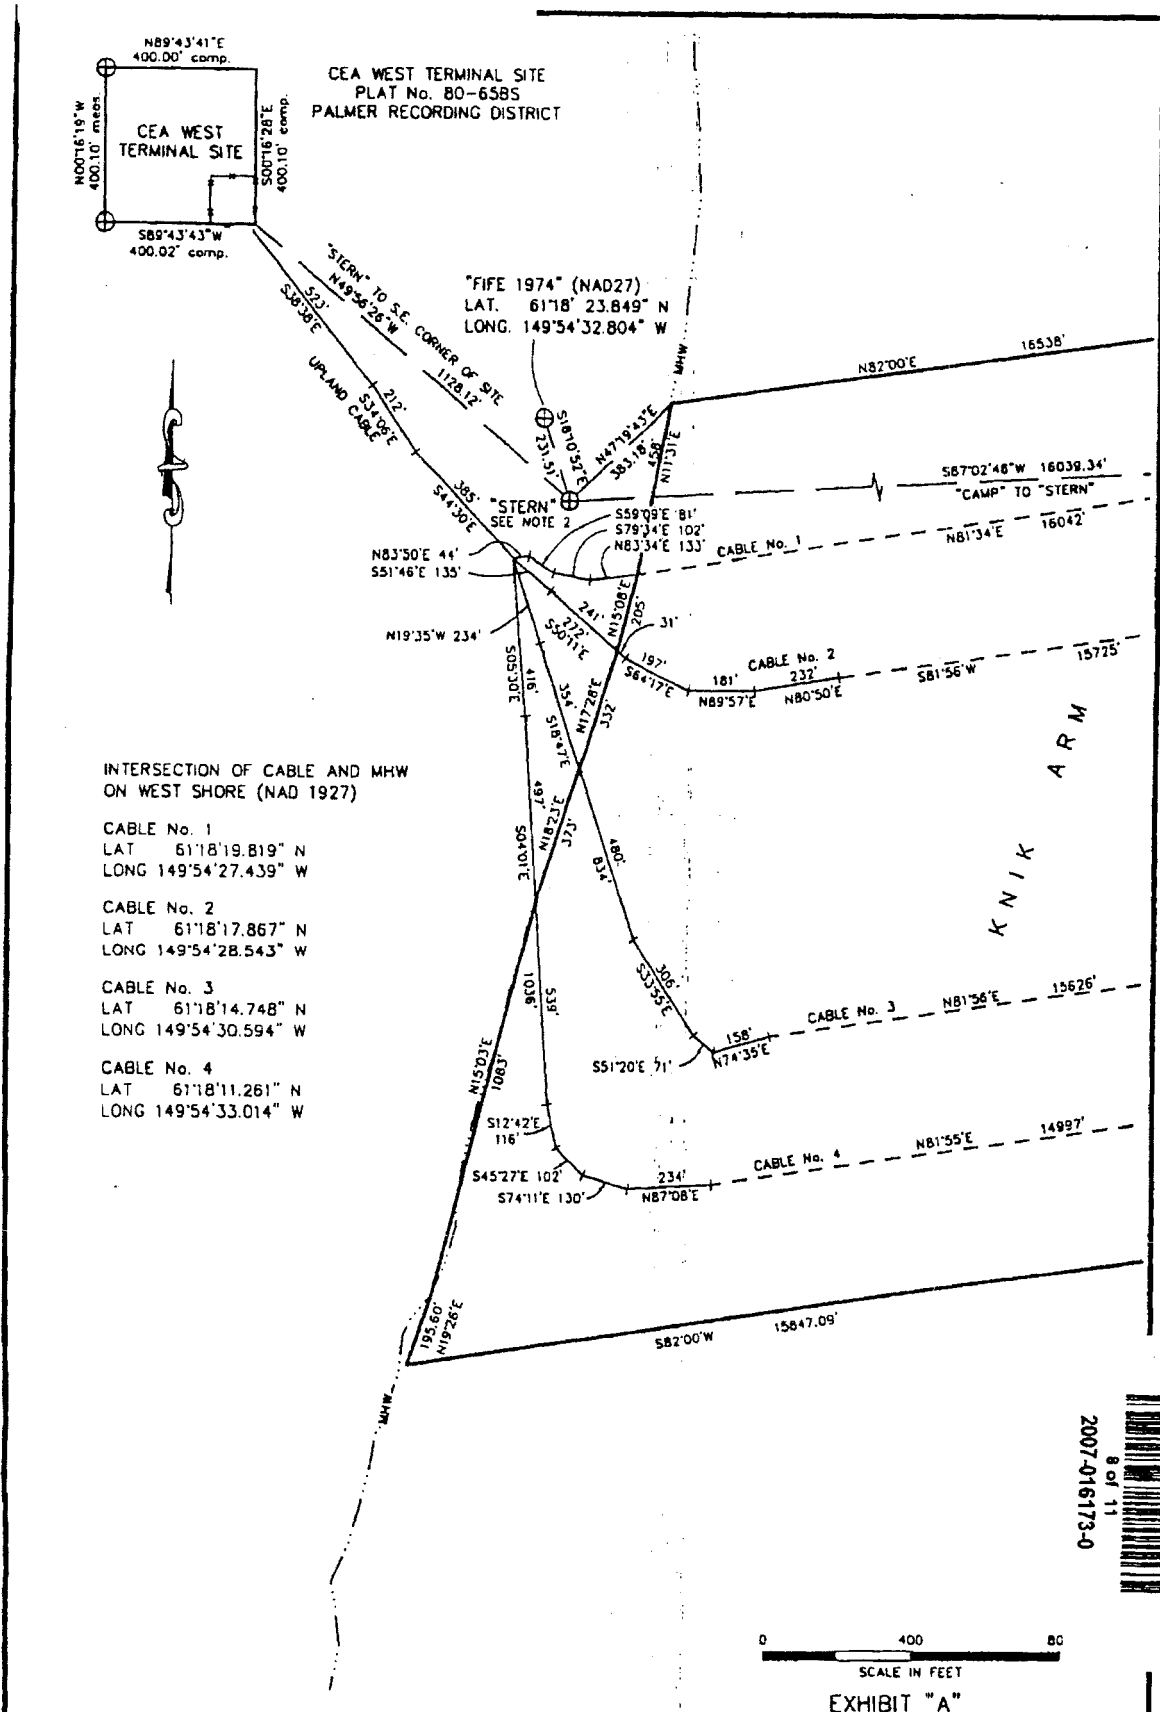 N89°43'41"E
400.00' comp.
N00°16'19"W
400.10' meas.
CEA WEST
TERMINAL SITE
S00°16'28"E
400.10' comp.
S89°43'43"W
400.02' comp.
CEA WEST TERMINAL SITE
PLAT No. 80-65BS
PALMER RECORDING DISTRICT
"STERN" TO S.E. CORNER OF SITE
N49°56'26"W
1128.12'
523'
S38°38'E
UPLAND CABLE
212'
S34°06'E
385'
S44°30'E
"FIFE 1974" (NAD27)
LAT. 61°18' 23.849" N
LONG. 149°54'32.804" W
S18°10'52"E
231.51'
N47°19'43"E
383.18'
MHW
458'
N11°31'E
N82°00'E
16538'
S87°02'46"W 16039.34'
"CAMP" TO "STERN"
"STERN"
SEE NOTE 2
S59°09'E 81'
S79°34'E 102'
N83°34'E 133'
CABLE No. 1
N81°34'E
16042'
N83°50'E 44'
S51°46'E 135'
N19°35'W 234'
241'
272'
S50°11'E
N15°08'E
205'
31'
197'
S64°17'E
181'
N89°57'E
CABLE No. 2
232'
N80°50'E
S81°56'W
15725'
S05°30'E
416'
354'
S18°47'E
N17°28'E
332'
KNIK ARM
INTERSECTION OF CABLE AND MHW
ON WEST SHORE (NAD 1927)
CABLE No. 1
LAT 61°18'19.819" N
LONG 149°54'27.439" W
CABLE No. 2
LAT 61°18'17.867" N
LONG 149°54'28.543" W
CABLE No. 3
LAT 61°18'14.748" N
LONG 149°54'30.594" W
CABLE No. 4
LAT 61°18'11.261" N
LONG 149°54'33.014" W
497'
S04°01'E
N18°23'E
373'
480'
834'
306'
S33°55'E
S51°20'E 71'
158'
N74°35'E
CABLE No. 3
N81°56'E
15626'
539'
1036'
N15°03'E
1083'
S12°42'E
116'
S45°27'E 102'
S74°11'E 130'
234'
N87°08'E
CABLE No. 4
N81°55'E
14997'
195.60'
N19°26'E
S82°00'W
15847.09'
MHW
8 of 11
2007-016173-0
0 400 80
SCALE IN FEET
EXHIBIT "A"